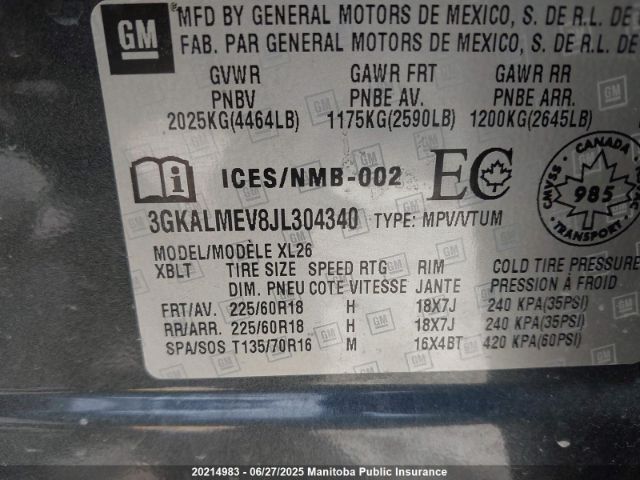 GM
MFD BY GENERAL MOTORS DE MEXICO, S. DE R.L.
FAB. PAR GENERAL MOTORS DE MEXICO, S. DE R.L.
GVWR GAWR FRT GAWR RR
PNBV PNBE AV. PNBE ARR.
2025KG(4464LB) 1175KG(2590LB) 1200KG(2645LB)
ICES/NMB-002 EC
CANADA
CMVSS 985 NSVAC
TRANSPORT
3GKALMEV8JL304340 TYPE: MPV/VTUM
MODEL/MODÈLE XL26
XBLT TIRE SIZE SPEED RTG RIM COLD TIRE PRESSURE
DIM. PNEU COTE VITESSE JANTE PRESSION À FROID
FRT/AV. 225/60R18 H 18X7J 240 KPA(35PSI)
RR/ARR. 225/60R18 H 18X7J 240 KPA(35PSI)
SPA/SOS T135/70R16 M 16X4BT 420 KPA(60PSI)
20214983 - 06/27/2025 Manitoba Public Insurance